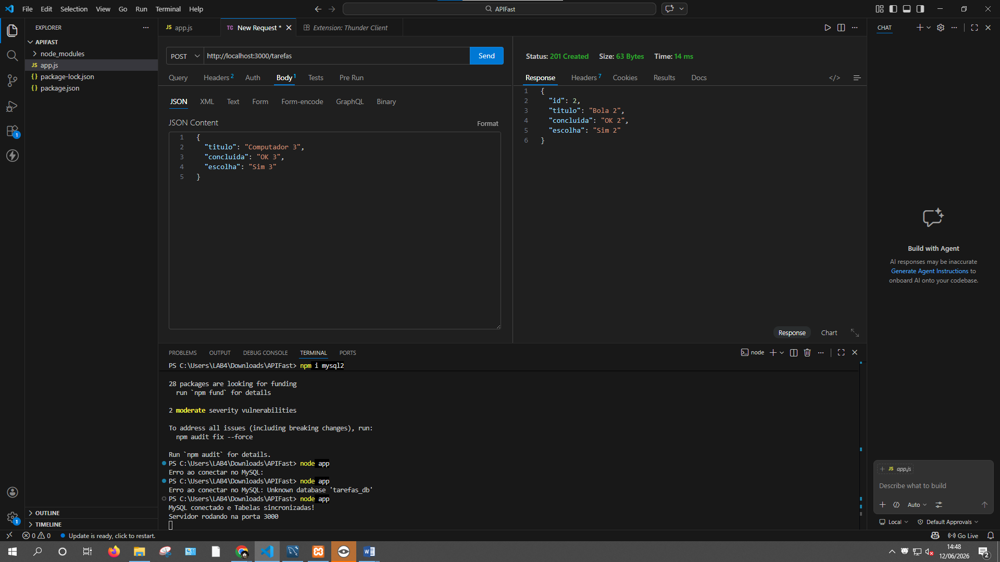 File Edit Selection View Go Run Terminal Help
APIFast
EXPLORER
APIFAST
node_modules
JS app.js
{} package-lock.json
{} package.json
OUTLINE
TIMELINE
JS app.js
TC New Request *
Extension: Thunder Client
POST http://localhost:3000/tarefas Send
Query Headers 2 Auth Body 1 Tests Pre Run
JSON XML Text Form Form-encode GraphQL Binary
JSON Content Format
1 {
2 "titulo": "Computador 3",
3 "concluida": "OK 3",
4 "escolha": "Sim 3"
5 }
Status: 201 Created Size: 63 Bytes Time: 14 ms
Response Headers 7 Cookies Results Docs
</>
1 {
2 "id": 2,
3 "titulo": "Bola 2",
4 "concluida": "OK 2",
5 "escolha": "Sim 2"
6 }
Response Chart
PROBLEMS OUTPUT DEBUG CONSOLE TERMINAL PORTS
node
PS C:\Users\LAB4\Downloads\APIFast> npm i mysql2
28 packages are looking for funding
run `npm fund` for details
2 moderate severity vulnerabilities
To address all issues (including breaking changes), run:
npm audit fix --force
Run `npm audit` for details.
PS C:\Users\LAB4\Downloads\APIFast> node app
Erro ao conectar no MySQL:
PS C:\Users\LAB4\Downloads\APIFast> node app
Erro ao conectar no MySQL: Unknown database 'tarefas_db'
PS C:\Users\LAB4\Downloads\APIFast> node app
MySQL conectado e Tabelas sincronizadas!
Servidor rodando na porta 3000
CHAT
Build with Agent
AI responses may be inaccurate
Generate Agent Instructions to
onboard AI onto your codebase.
JS app.js
Describe what to build
Auto
Local Default Approvals
1
1
0 0 Update is ready, click to restart.
Go Live
14:48
12/06/2026
2